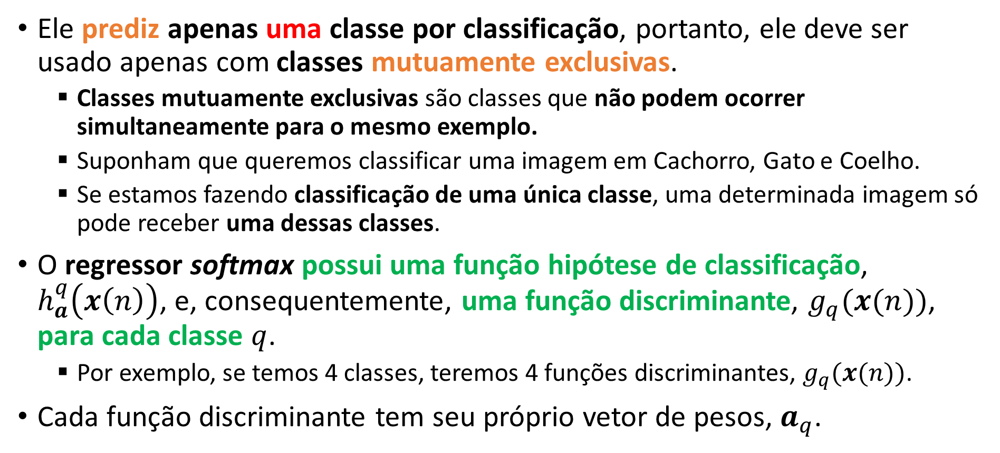 • Ele prediz apenas uma classe por classificação, portanto, ele deve ser
usado apenas com classes mutuamente exclusivas.
▪ Classes mutuamente exclusivas são classes que não podem ocorrer
simultaneamente para o mesmo exemplo.
▪ Suponham que queremos classificar uma imagem em Cachorro, Gato e Coelho.
▪ Se estamos fazendo classificação de uma única classe, uma determinada imagem só
pode receber uma dessas classes.
• O regressor softmax possui uma função hipótese de classificação,
$h_{\boldsymbol{a}}^{q}(\boldsymbol{x}(n))$, e, consequentemente, uma função discriminante, $g_q(\boldsymbol{x}(n))$,
para cada classe $q$.
▪ Por exemplo, se temos 4 classes, teremos 4 funções discriminantes, $g_q(\boldsymbol{x}(n))$.
• Cada função discriminante tem seu próprio vetor de pesos, $\boldsymbol{a}_q$.